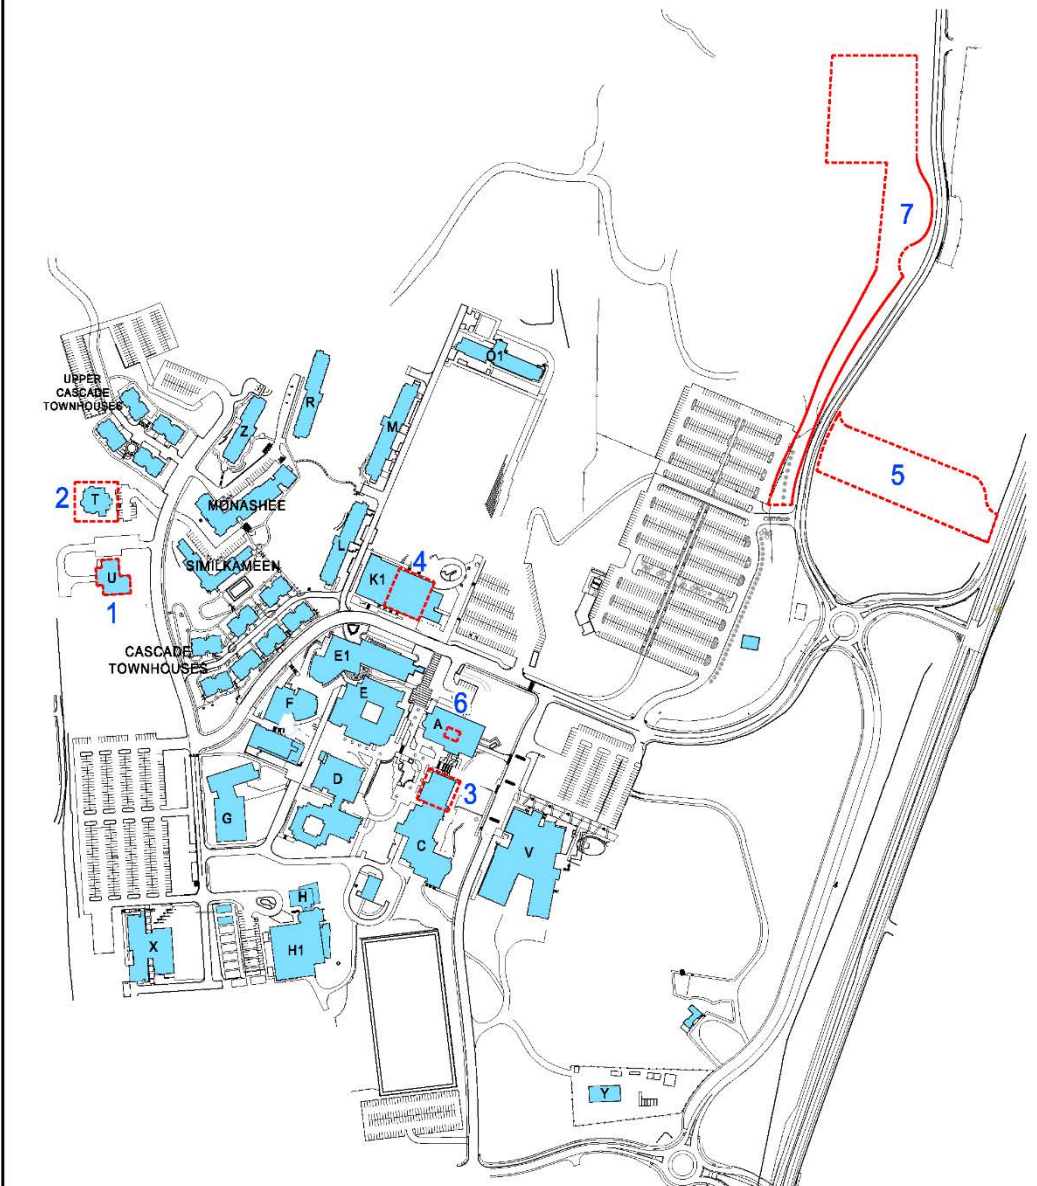 7
O1
R
M
UPPER
CASCADE
TOWNHOUSES
Z
5
2
T
MONASHEE
L
SIMILKAMEEN
4
K1
U
1
CASCADE
TOWNHOUSES
E1
E
F
6
A
D
3
G
C
V
H
X
H1
Y